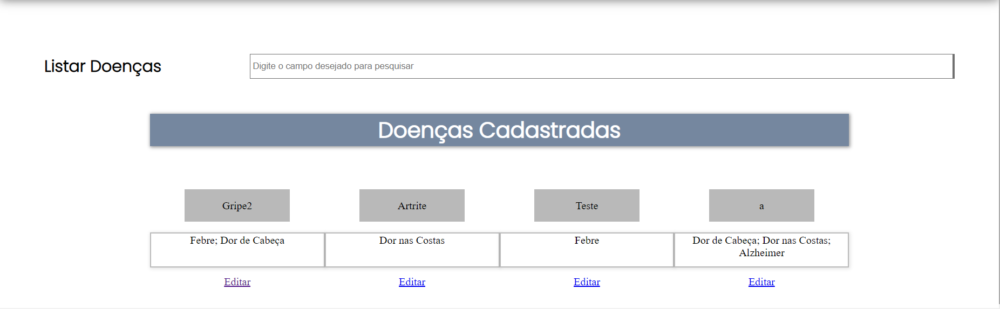 Listar Doenças
Digite o campo desejado para pesquisar
Doenças Cadastradas
Gripe2
Artrite
Teste
a
Febre; Dor de Cabeça
Dor nas Costas
Febre
Dor de Cabeça; Dor nas Costas;
Alzheimer
Editar
Editar
Editar
Editar